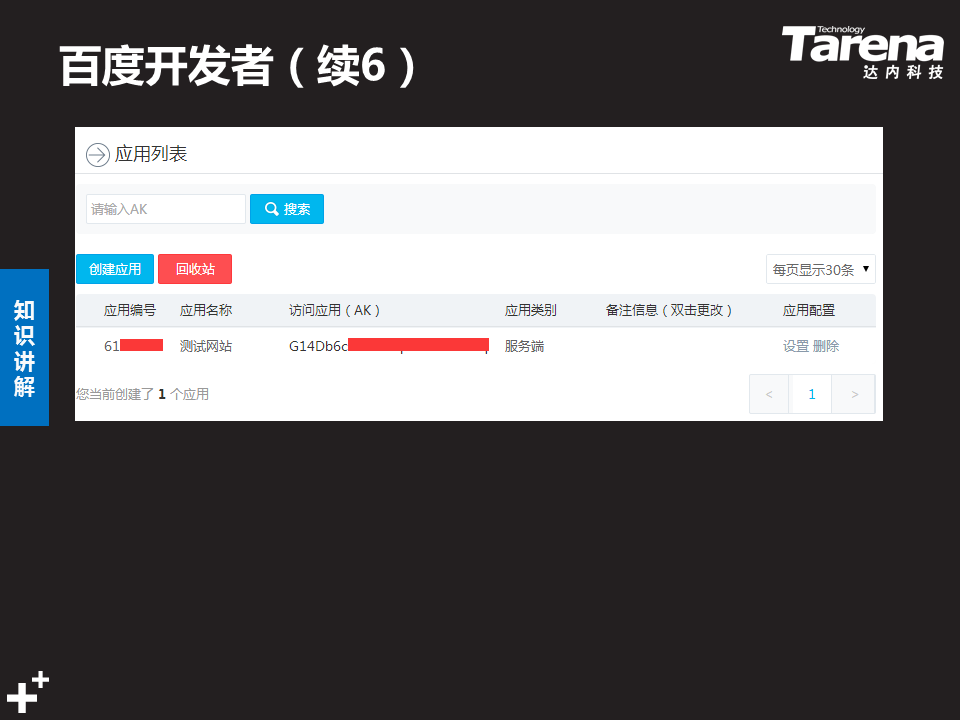 百度开发者（续6）
Technology
Tarena
达内科技
应用列表
请输入AK
搜索
创建应用 回收站
每页显示30条
应用编号 应用名称 访问应用（AK） 应用类别 备注信息（双击更改） 应用配置
61 测试网站 G14Db6c 服务端 设置 删除
您当前创建了 1 个应用
< 1 >
知识讲解